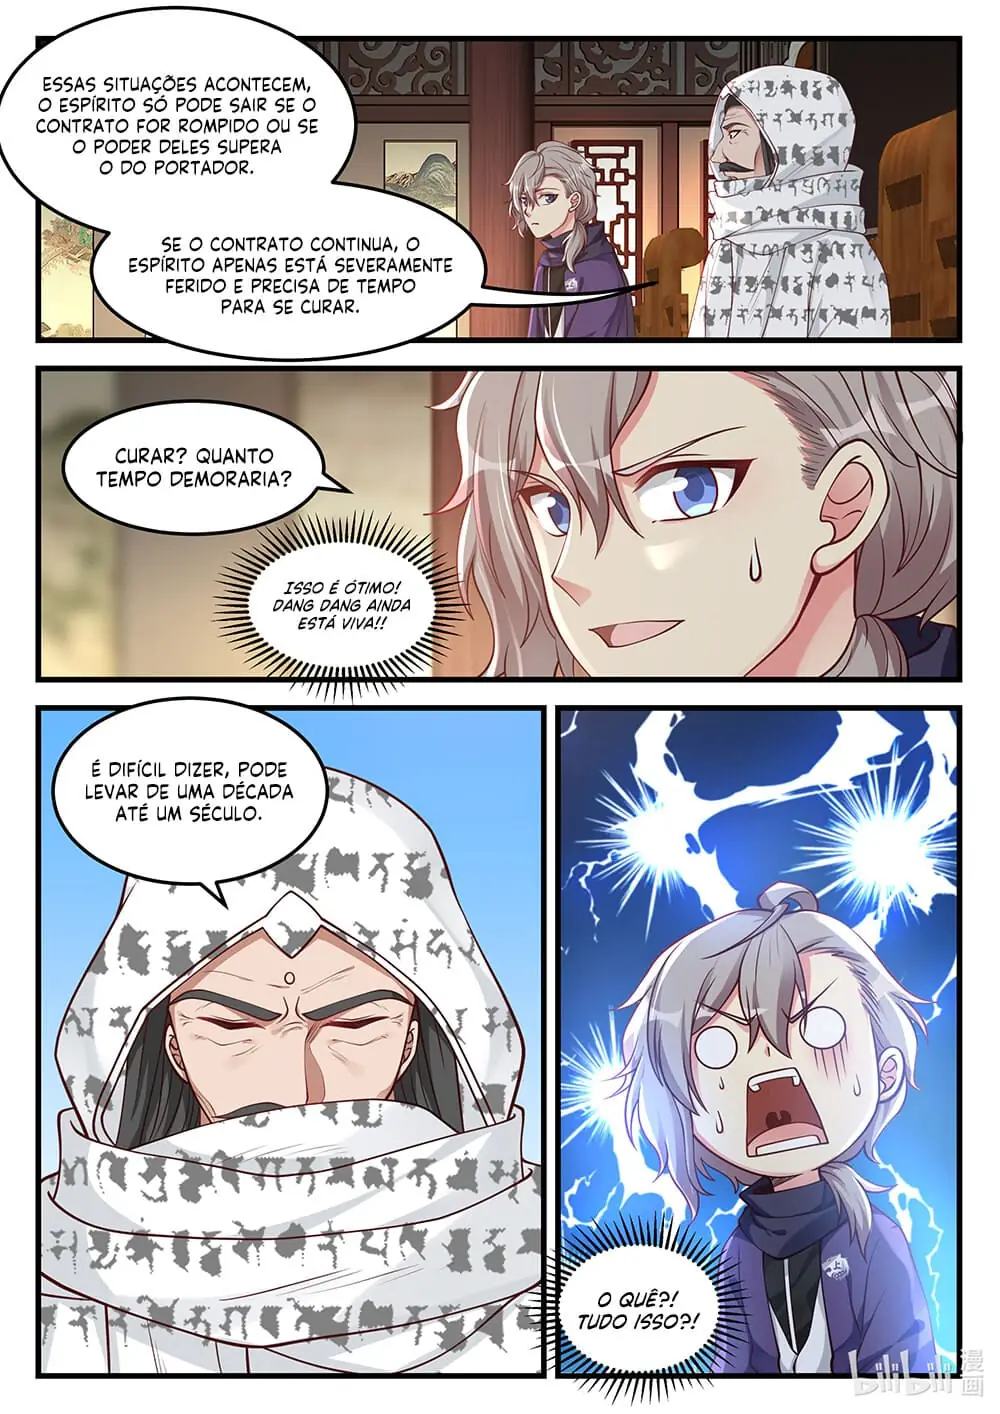 ESSAS SITUAÇÕES ACONTECEM,
O ESPÍRITO SÓ PODE SAIR SE O
CONTRATO FOR ROMPIDO OU SE
O PODER DELES SUPERA
O DO PORTADOR.
SE O CONTRATO CONTINUA, O
ESPÍRITO APENAS ESTÁ SEVERAMENTE
FERIDO E PRECISA DE TEMPO
PARA SE CURAR.
CURAR? QUANTO
TEMPO DEMORARIA?
ISSO É ÓTIMO!
DANG DANG AINDA
ESTÁ VIVA!!
É DIFÍCIL DIZER, PODE
LEVAR DE UMA DÉCADA
ATÉ UM SÉCULO.
O QUÊ?!
TUDO ISSO?!
bilibili 漫画